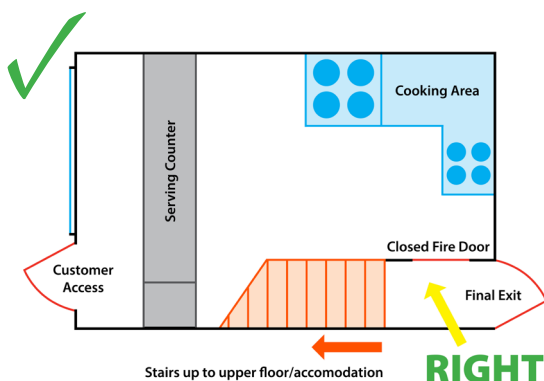 Cooking Area
Serving Counter
Closed Fire Door
Customer
Access
Final Exit
Stairs up to upper floor/accomodation
RIGHT